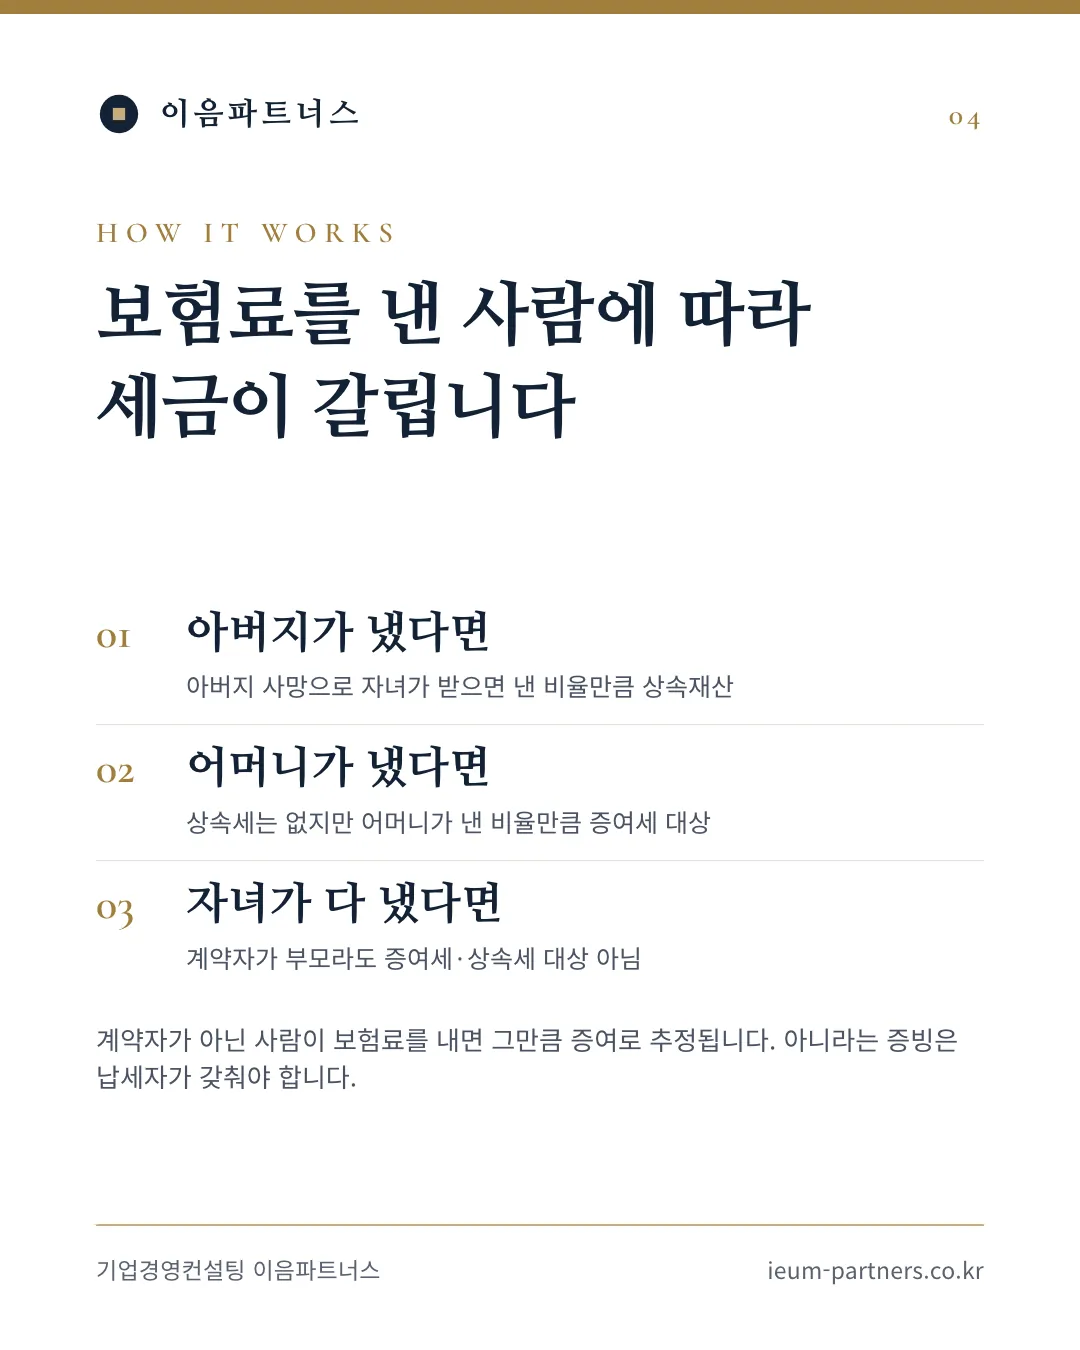 이음파트너스
04
HOW IT WORKS
보험료를 낸 사람에 따라
세금이 갈립니다
01 아버지가 냈다면
아버지 사망으로 자녀가 받으면 낸 비율만큼 상속재산
02 어머니가 냈다면
상속세는 없지만 어머니가 낸 비율만큼 증여세 대상
03 자녀가 다 냈다면
계약자가 부모라도 증여세·상속세 대상 아님
계약자가 아닌 사람이 보험료를 내면 그만큼 증여로 추정됩니다. 아니라는 증빙은
납세자가 갖춰야 합니다.
기업경영컨설팅 이음파트너스
ieum-partners.co.kr